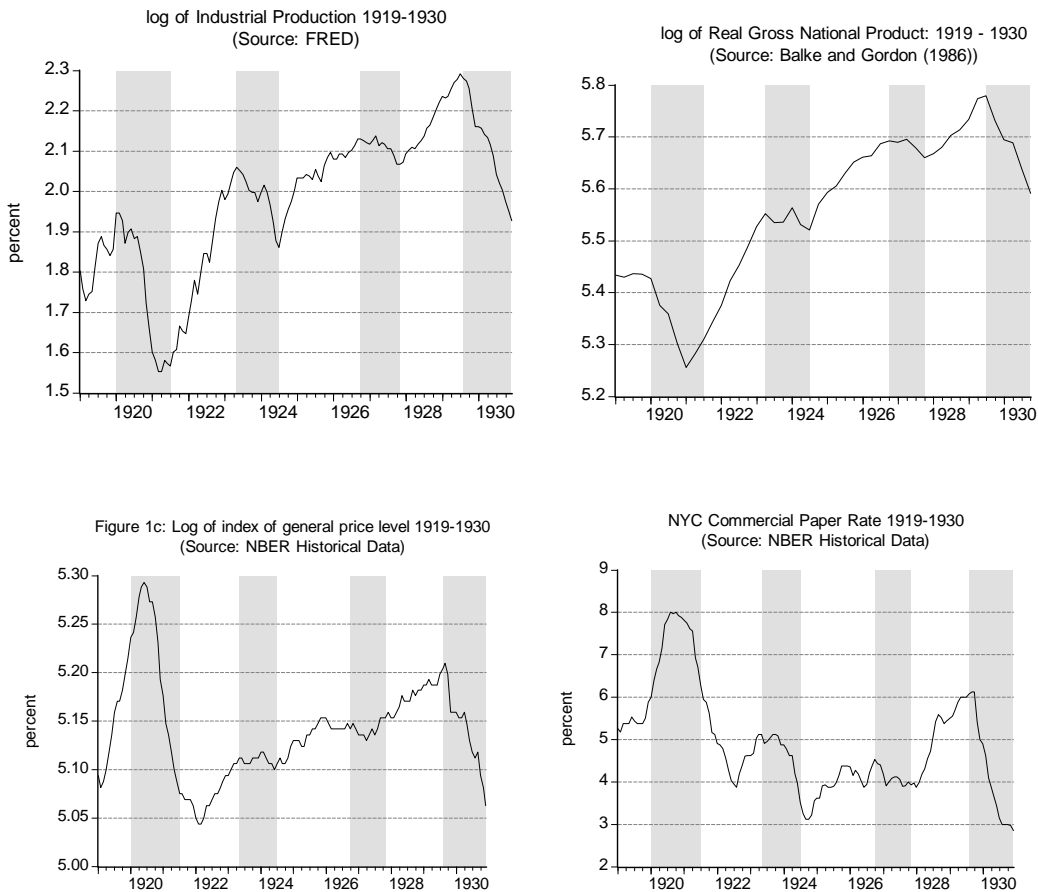 log of Industrial Production 1919-1930
(Source: FRED)
percent
2.3
2.2
2.1
2.0
1.9
1.8
1.7
1.6
1.5
1920 1922 1924 1926 1928 1930
log of Real Gross National Product: 1919 - 1930
(Source: Balke and Gordon (1986))
5.8
5.7
5.6
5.5
5.4
5.3
5.2
1920 1922 1924 1926 1928 1930
Figure 1c: Log of index of general price level 1919-1930
(Source: NBER Historical Data)
percent
5.30
5.25
5.20
5.15
5.10
5.05
5.00
1920 1922 1924 1926 1928 1930
NYC Commercial Paper Rate 1919-1930
(Source: NBER Historical Data)
percent
9
8
7
6
5
4
3
2
1920 1922 1924 1926 1928 1930